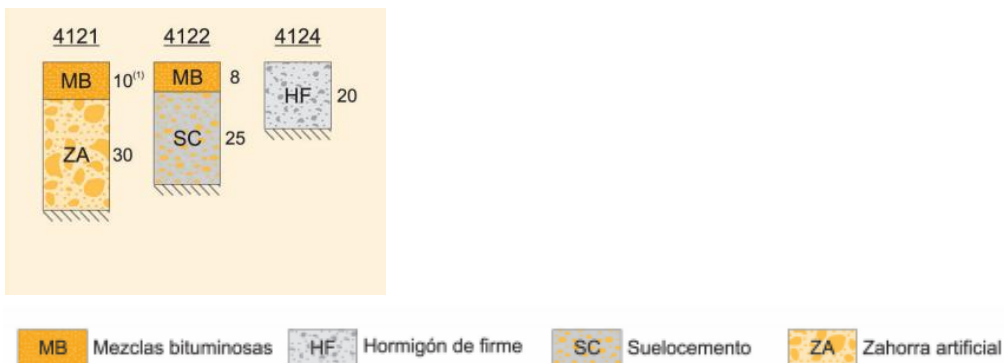 4121 4122 4124
MB 10(1) MB 8
HF 20
ZA 30 SC 25
MB Mezclas bituminosas HF Hormigón de firme SC Suelocemento ZA Zahorra artificial